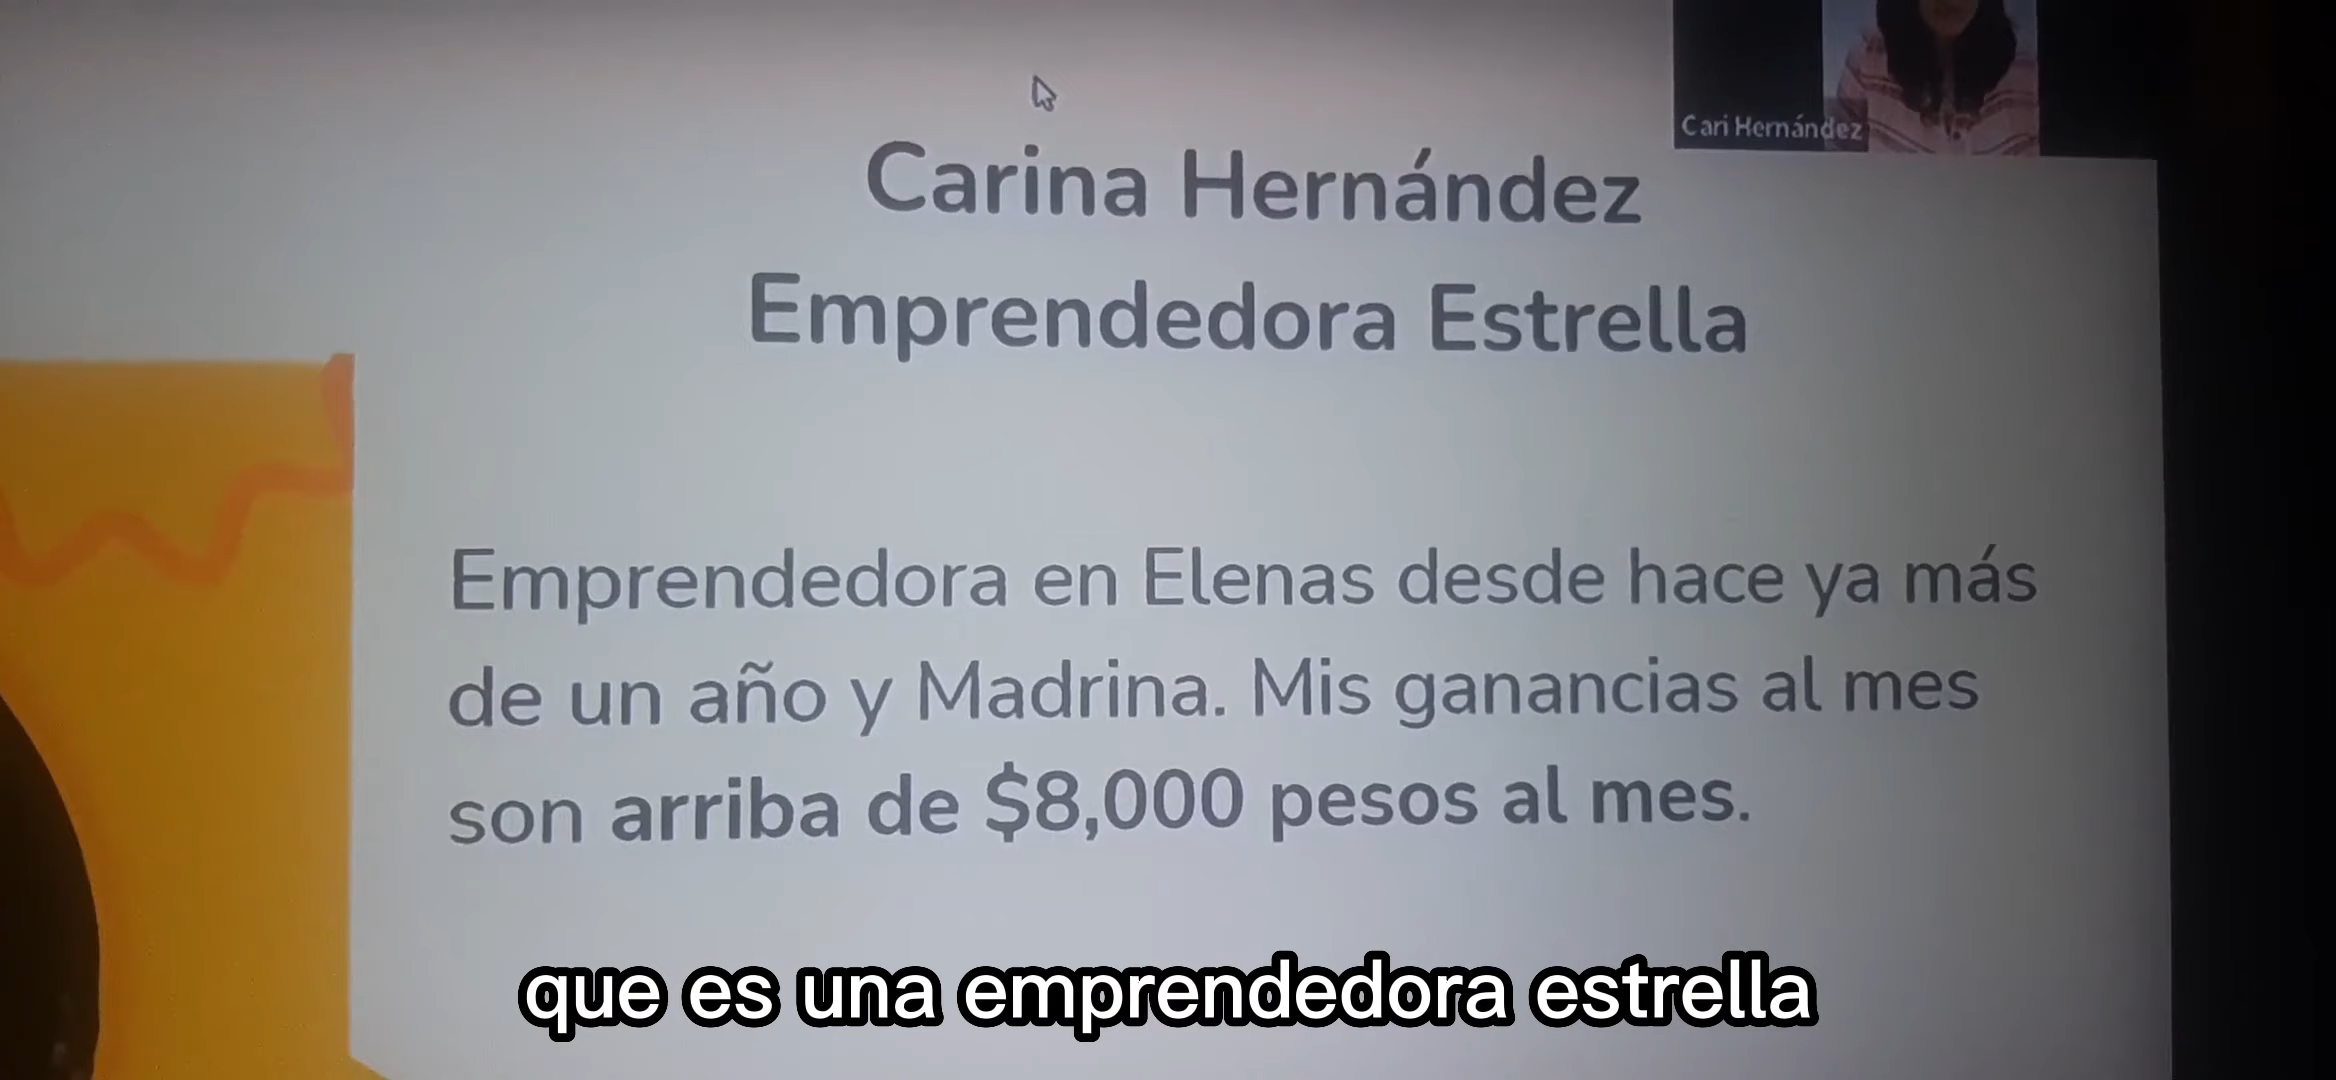 Cari Hernández
Carina Hernández
Emprendedora Estrella
Emprendedora en Elenas desde hace ya más
de un año y Madrina. Mis ganancias al mes
son arriba de $8,000 pesos al mes.
que es una emprendedora estrella